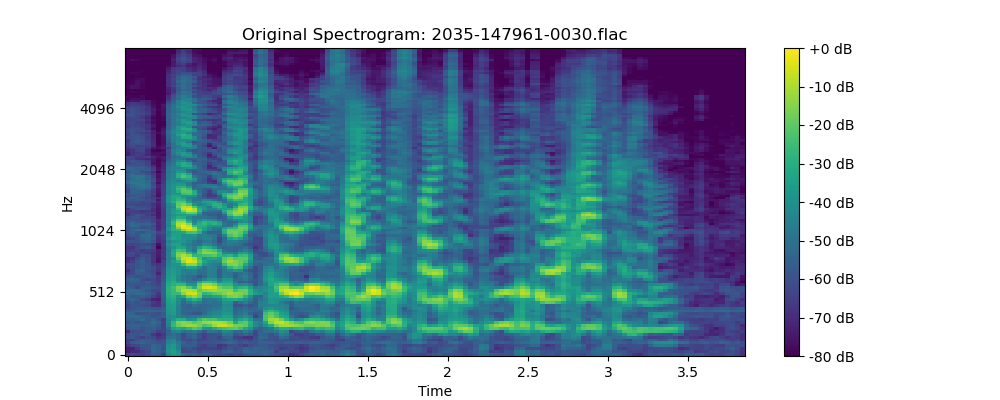 Original Spectrogram: 2035-147961-0030.flac
Hz
4096
2048
1024
512
0
0 0.5 1 1.5 2 2.5 3 3.5
Time
+0 dB
-10 dB
-20 dB
-30 dB
-40 dB
-50 dB
-60 dB
-70 dB
-80 dB